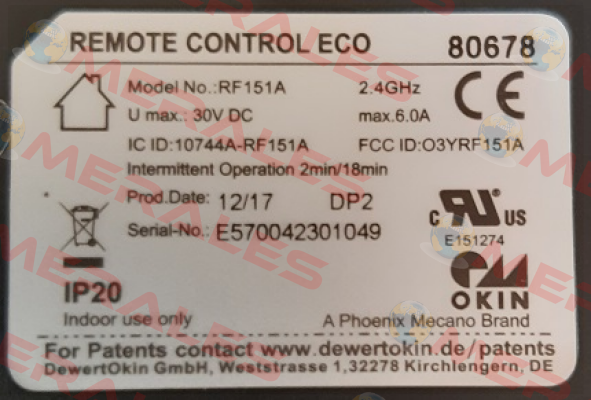 REMOTE CONTROL ECO 80678
Model No.:RF151A 2.4GHz
U max.: 30V DC max.6.0A
IC ID:10744A-RF151A FCC ID:O3YRF151A
Intermittent Operation 2min/18min
Prod.Date: 12/17 DP2
Serial-No.: E570042301049
C US
E151274
IP20
OKIN
Indoor use only
A Phoenix Mecano Brand
For Patents contact www.dewertokin.de/patents
DewertOkin GmbH, Weststrasse 1,32278 Kirchlengern, DE
MERALES